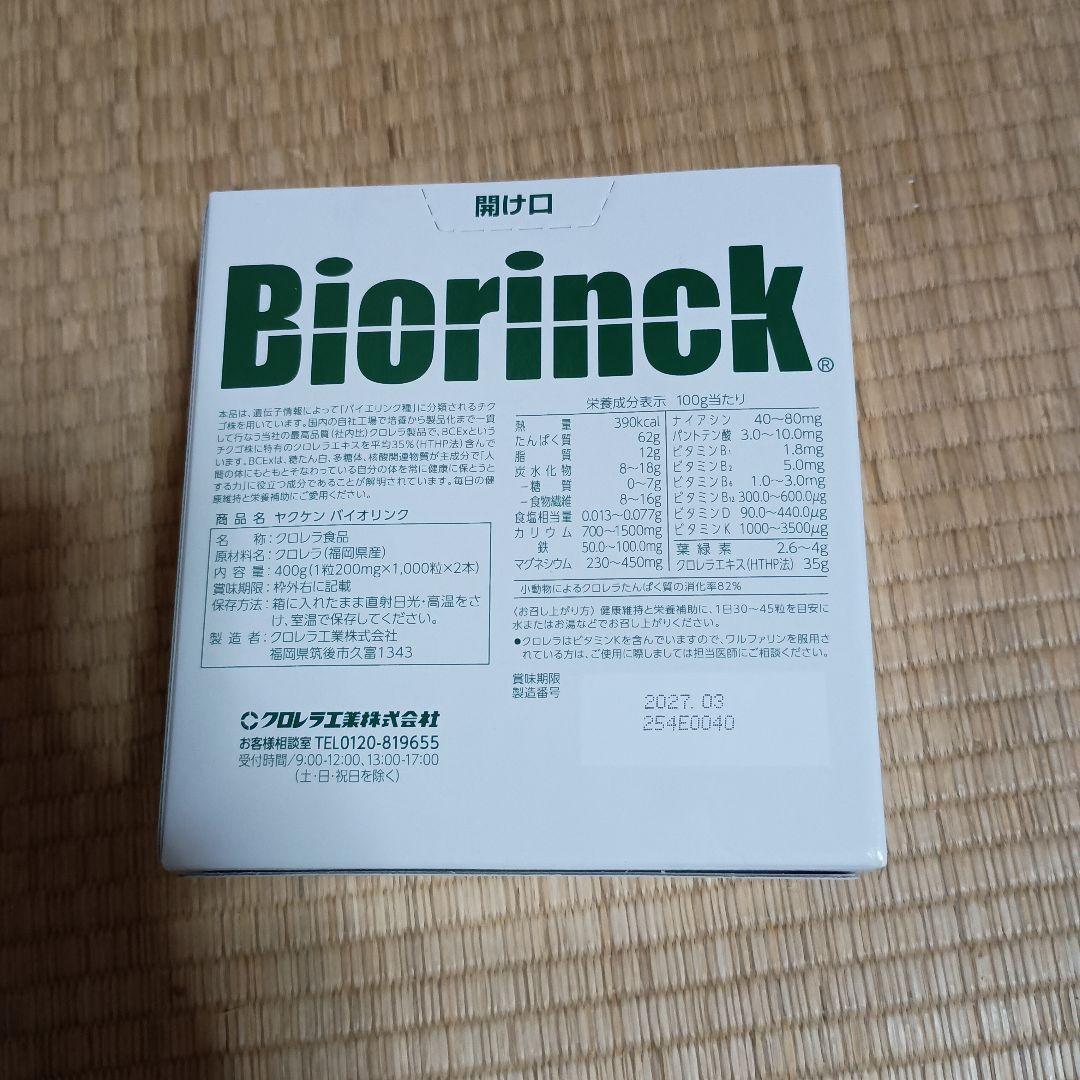 開け口
Biorinck®
本品は、遺伝子情報によって「パイエリンク種」に分類されるチク
ゴ株を用いています。国内の自社工場で培養から製品化まで一貫
して行なう当社の最高品質(社内比)クロレラ製品で、BCExという
チクゴ株に特有のクロレラエキスを平均35%(HTHP法)含んで
います。BCExは、糖たん白、多糖体、核酸関連物質が主成分で「人
間の体にもともとそなわっている自分の体を常に健康に保とうと
する力」に役立つ成分であることが解明されています。毎日の健
康維持と栄養補助にご愛用ください。
商品名 ヤクケン バイオリンク
名 称:クロレラ食品
原材料名:クロレラ(福岡県産)
内容量:400g(1粒200mg×1,000粒×2本)
賞味期限:枠外右に記載
保存方法:箱に入れたまま直射日光・高温をさ
け、室温で保存してください。
製造者:クロレラ工業株式会社
福岡県筑後市久富1343
クロレラ工業株式会社
お客様相談室 TEL0120-819655
受付時間/9:00-12:00、13:00-17:00
(土・日・祝日を除く)
栄養成分表示 100g当たり
熱量 390kcal
たんぱく質 62g
脂質 12g
炭水化物 8~18g
-糖質 0~7g
-食物繊維 8~16g
食塩相当量 0.013~0.077g
カリウム 700~1500mg
鉄 50.0~100.0mg
マグネシウム 230~450mg
ナイアシン 40~80mg
パントテン酸 3.0~10.0mg
ビタミンB₁ 1.8mg
ビタミンB₂ 5.0mg
ビタミンB₆ 1.0~3.0mg
ビタミンB₁₂ 300.0~600.0μg
ビタミンD 90.0~440.0μg
ビタミンK 1000~3500μg
葉緑素 2.6~4g
クロレラエキス(HTHP法) 35g
小動物によるクロレラたんぱく質の消化率82%
〈お召し上がり方〉健康維持と栄養補助に、1日30~45粒を目安に
水またはお湯などでお召し上がりください。
●クロレラはビタミンKを含んでいますので、ワルファリンを服用さ
れている方は、ご使用に際しましては担当医師にご相談ください。
賞味期限 2027.03
製造番号 254E0040